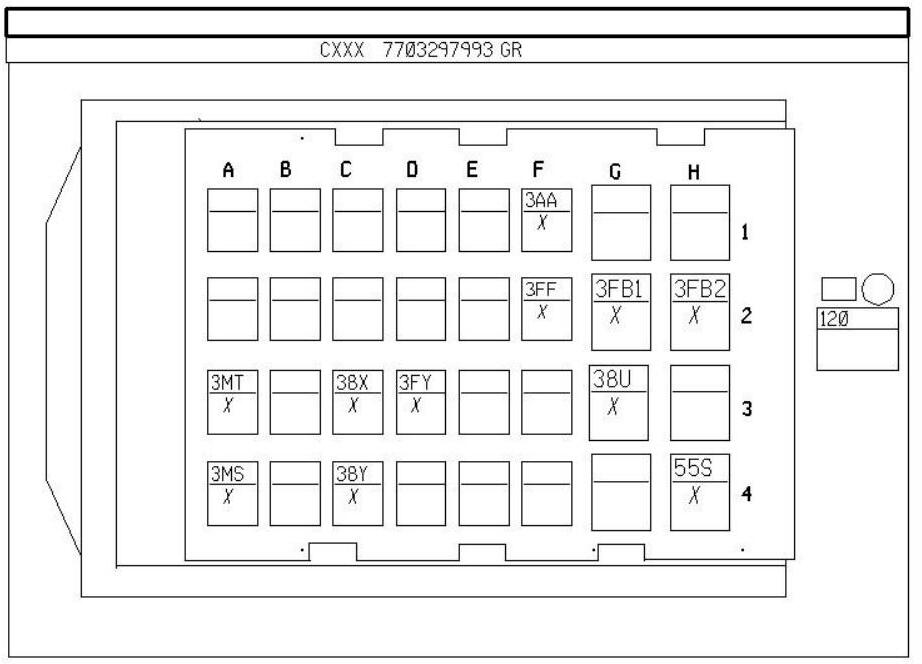 CXXX 7703297993 GR
A B C D E F G H
3AA
X
1
3FF 3FB1 3FB2
X X X
2
120
3MT 38X 3FY 38U
X X X X
3
3MS 38Y 55S
X X X
4